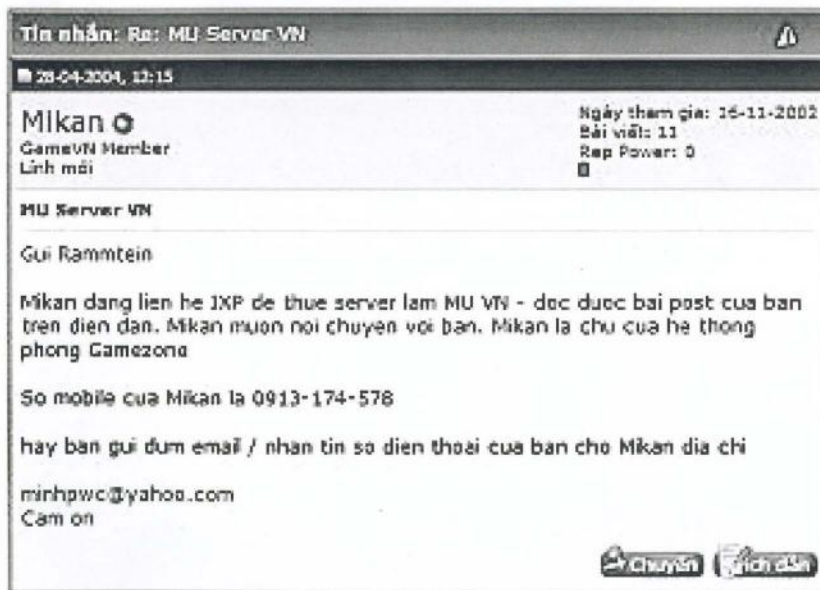 Tin nhắn: Re: MU Server VN
28-04-2004, 12:15
Mikan
GameVN Member
Lính mới
Ngày tham gia: 16-11-2002
Bài viết: 11
Rep Power: 0
MU Server VN
Gui Rammtein
Mikan dang lien he IXP de thue server lam MU VN - doc duoc bai post cua ban
tren dien dan. Mikan muon noi chuyen voi ban. Mikan la chu cua he thong
phong Gamezone
So mobile cua Mikan la 0913-174-578
hay ban gui dum email / nhan tin so dien thoai cua ban cho Mikan dia chi
minhpwc@yahoo.com
Cam on
Chuyển
Trích dẫn